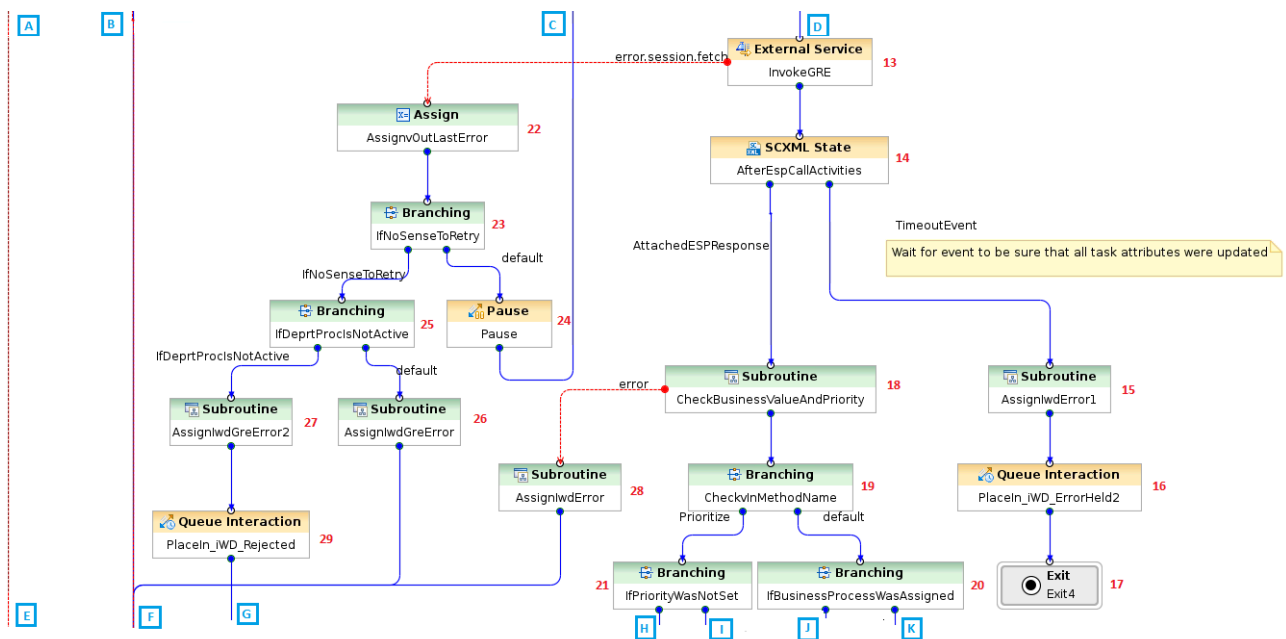 A
B
C
D
External Service
InvokeGRE
13
error.session.fetch
Assign
AssignvOutLastError
22
SCXML State
AfterEspCallActivities
14
Branching
IfNoSenseToRetry
23
TimeoutEvent
AttachedESPResponse
Wait for event to be sure that all task attributes were updated
IfNoSenseToRetry
default
Branching
IfDeprtProcIsNotActive
25
Pause
Pause
24
IfDeprtProcIsNotActive
default
error
Subroutine
CheckBusinessValueAndPriority
18
Subroutine
AssignIwdError1
15
Subroutine
AssignIwdGreError2
27
Subroutine
AssignIwdGreError
26
Subroutine
AssignIwdError
28
Branching
CheckvInMethodName
19
Queue Interaction
PlaceIn_iWD_ErrorHeld2
16
Prioritize
default
Queue Interaction
PlaceIn_iWD_Rejected
29
21
Branching
IfPriorityWasNotSet
Branching
IfBusinessProcessWasAssigned
20
Exit
Exit4
17
E
F
G
H
I
J
K